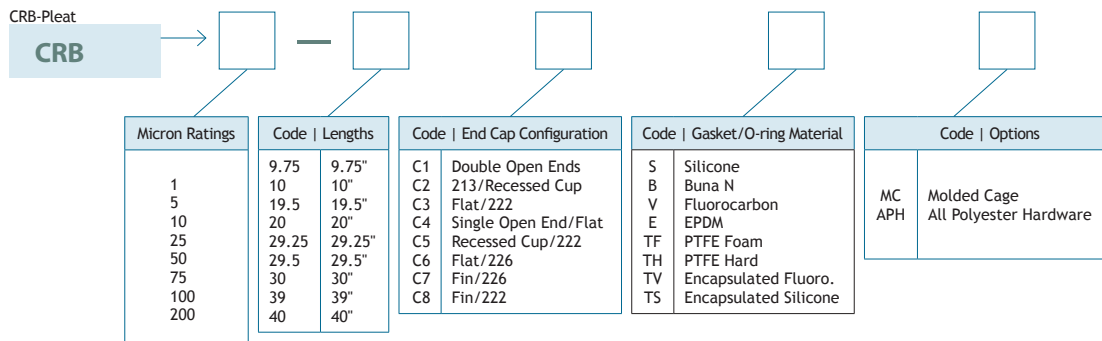 CRB-Pleat
CRB
—
Micron Ratings
1
5
10
25
50
75
100
200
Code | Lengths
9.75 9.75"
10 10"
19.5 19.5"
20 20"
29.25 29.25"
29.5 29.5"
30 30"
39 39"
40 40"
Code | End Cap Configuration
C1 Double Open Ends
C2 213/Recessed Cup
C3 Flat/222
C4 Single Open End/Flat
C5 Recessed Cup/222
C6 Flat/226
C7 Fin/226
C8 Fin/222
Code | Gasket/O-ring Material
S Silicone
B Buna N
V Fluorocarbon
E EPDM
TF PTFE Foam
TH PTFE Hard
TV Encapsulated Fluoro.
TS Encapsulated Silicone
Code | Options
MC Molded Cage
APH All Polyester Hardware